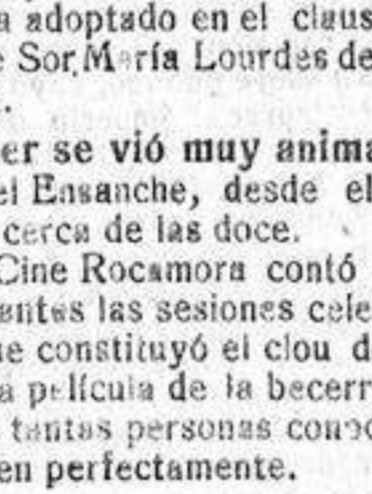 a adoptado en el claus
e Sor María Lourdes de
.
er se vió muy anima
el Ensanche, desde el
cerca de las doce.
Cine Rocamora contó
antes las sesiones cele
ue constituyó el clou d
a película de la becerr
tantas personas conoc
en perfectamente.